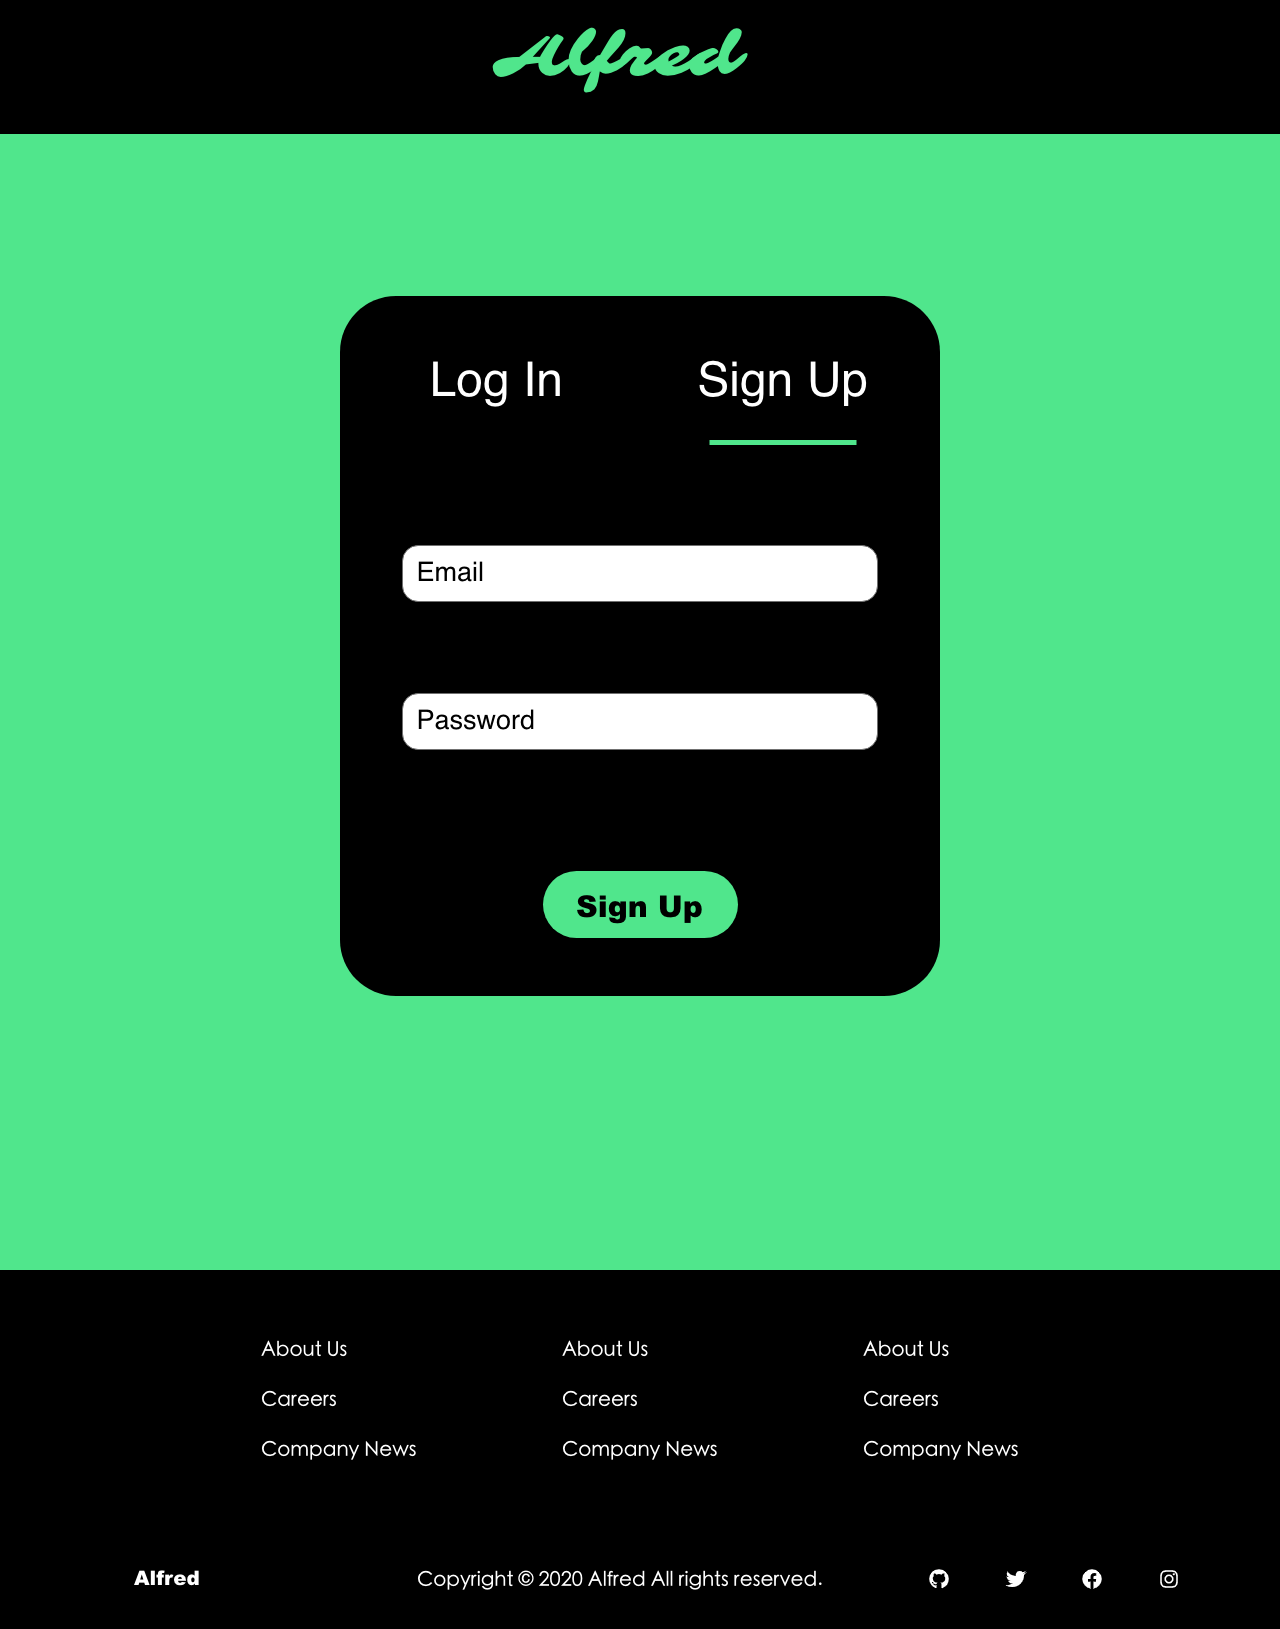 Alfred
Log In Sign Up
Email
Password
Sign Up
About Us About Us About Us
Careers Careers Careers
Company News Company News Company News
Alfred Copyright © 2020 Alfred All rights reserved.